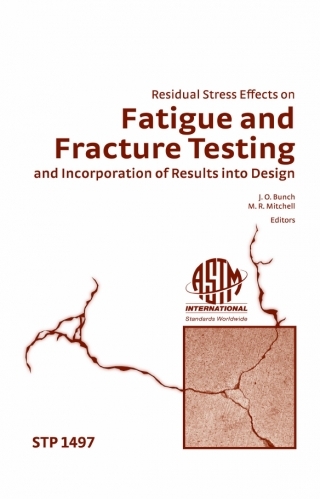 Residual Stress Effects on
Fatigue and
Fracture Testing
and Incorporation of Results into Design
J. O. Bunch
M. R. Mitchell
Editors
ASTM
INTERNATIONAL
Standards Worldwide
STP 1497